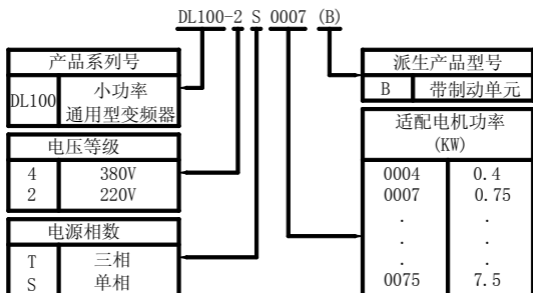 DL100-2 S 0007 (B)
产品系列号
DL100
小功率
通用型变频器
电压等级
4 380V
2 220V
电源相数
T 三相
S 单相
派生产品型号
B 带制动单元
适配电机功率
(KW)
0004 0.4
0007 0.75
. .
. .
. .
0075 7.5